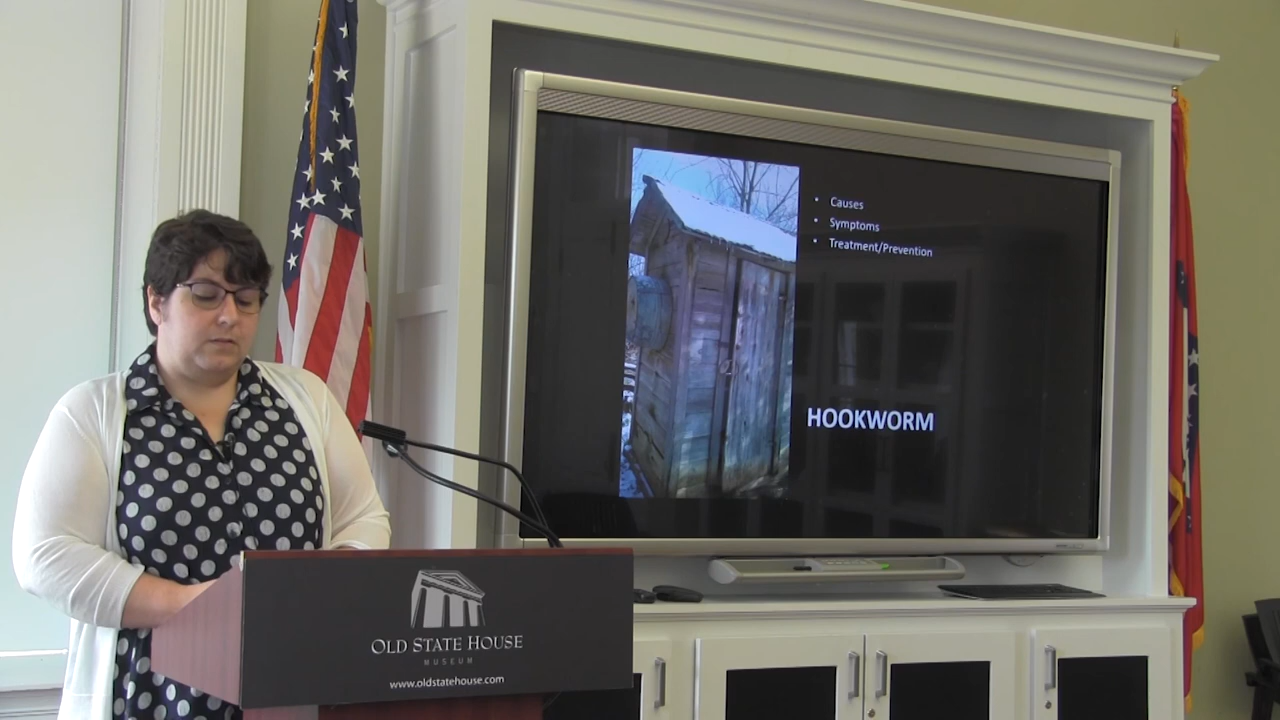 • Causes
• Symptoms
• Treatment/Prevention
HOOKWORM
OLD STATE HOUSE
MUSEUM
www.oldstatehouse.com